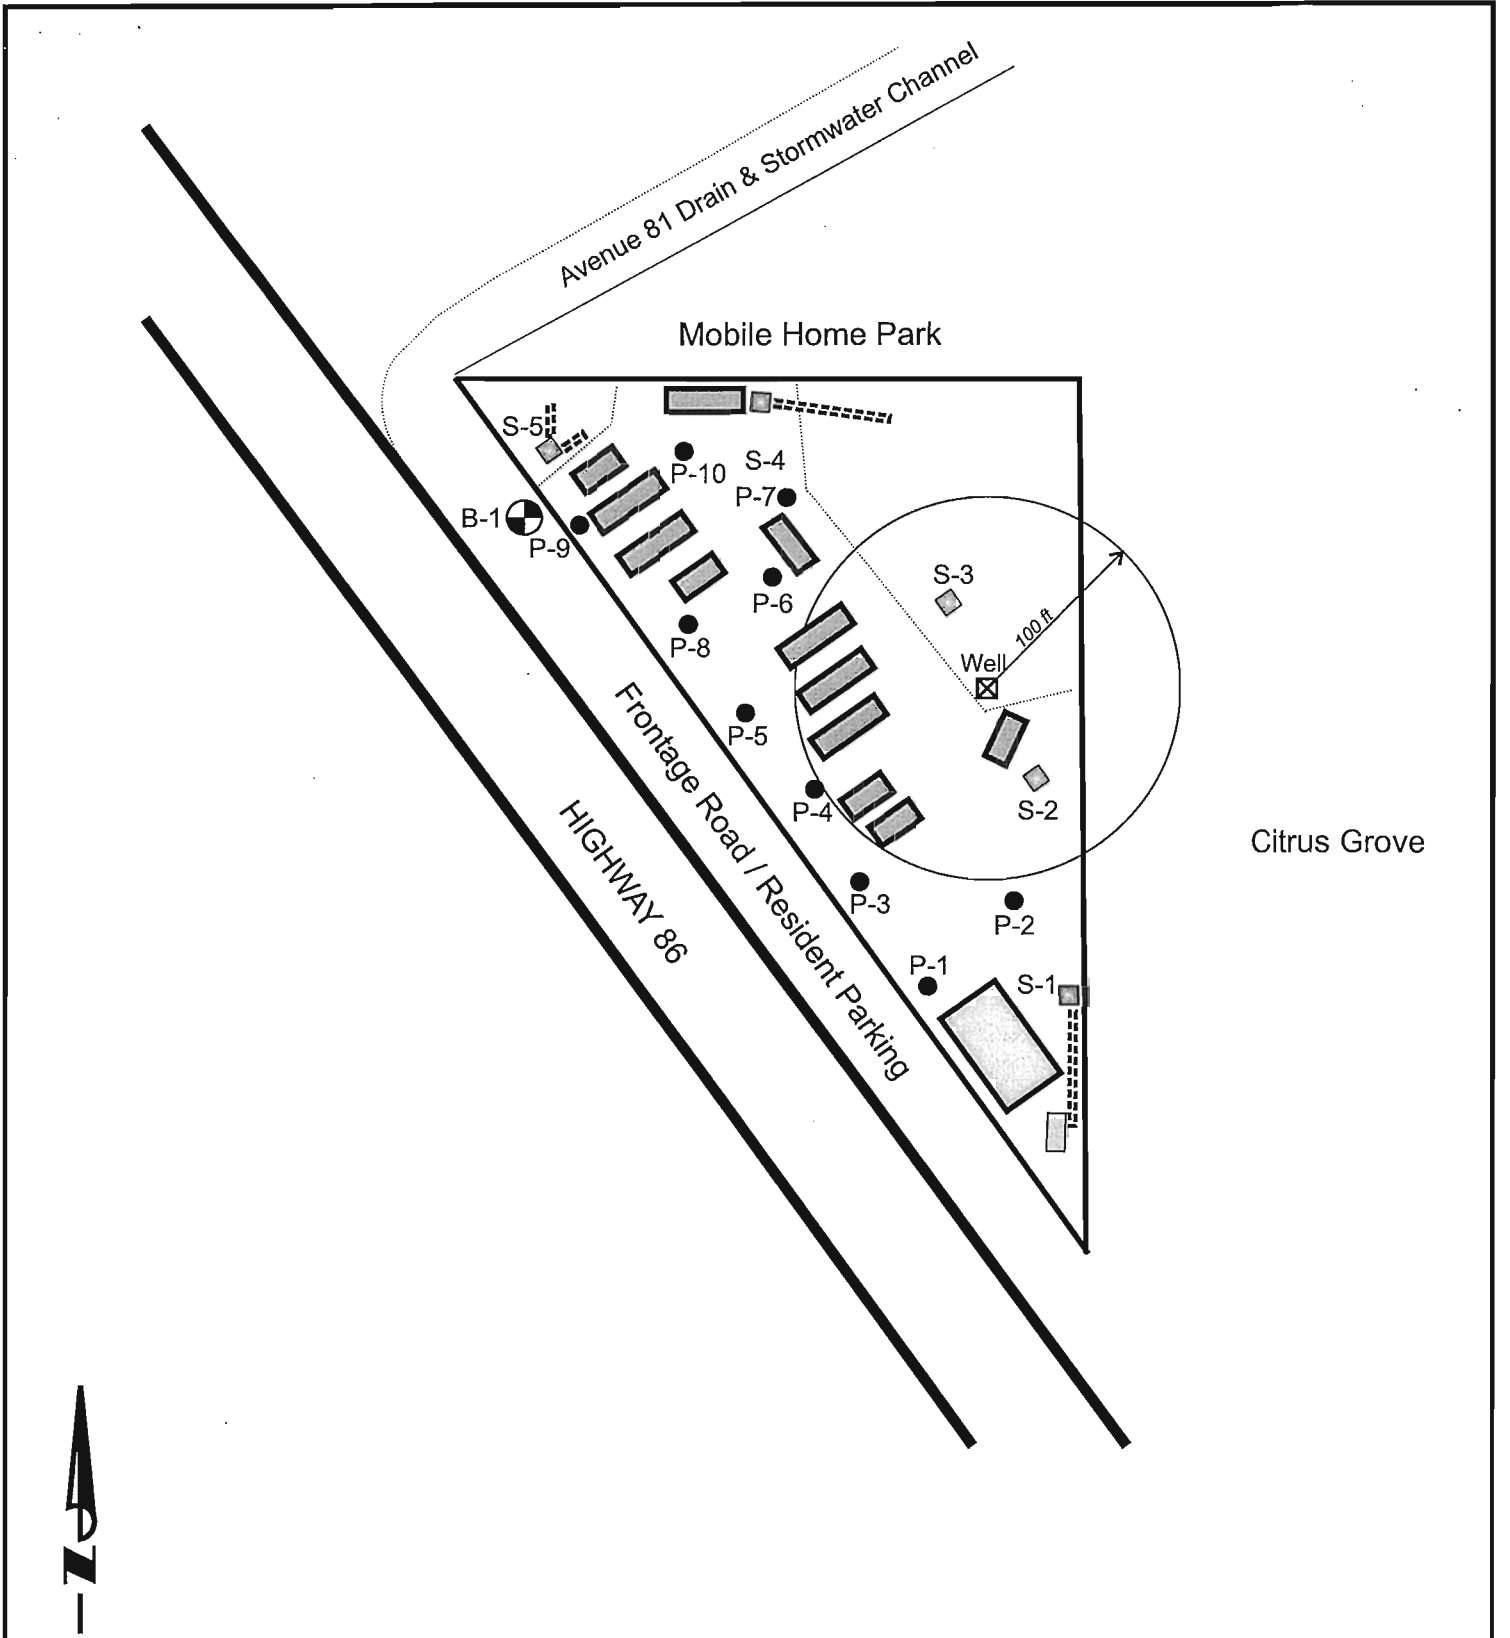 Avenue 81 Drain & Stormwater Channel
Mobile Home Park
S-5
P-10
S-4
P-7
B-1
P-9
S-3
P-6
100 ft
P-8
Well
Frontage Road / Resident Parking
P-5
HIGHWAY 86
P-4
S-2
Citrus Grove
P-3
P-2
P-1
S-1
N